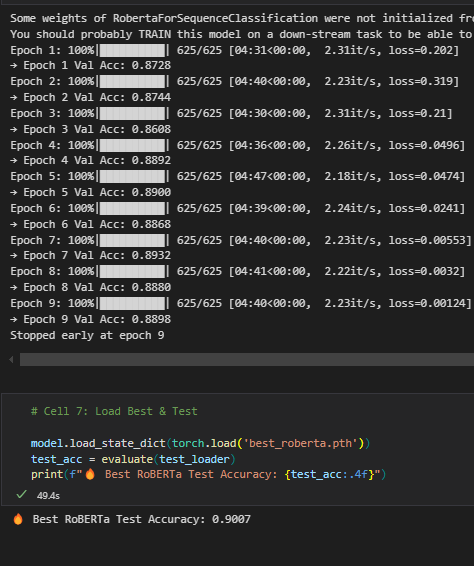 Some weights of RobertaForSequenceClassification were not initialized fr
You should probably TRAIN this model on a down-stream task to be able to
Epoch 1: 100%|██████████| 625/625 [04:31<00:00,  2.31it/s, loss=0.202]
→ Epoch 1 Val Acc: 0.8728
Epoch 2: 100%|██████████| 625/625 [04:40<00:00,  2.23it/s, loss=0.319]
→ Epoch 2 Val Acc: 0.8744
Epoch 3: 100%|██████████| 625/625 [04:30<00:00,  2.31it/s, loss=0.21]
→ Epoch 3 Val Acc: 0.8608
Epoch 4: 100%|██████████| 625/625 [04:36<00:00,  2.26it/s, loss=0.0496]
→ Epoch 4 Val Acc: 0.8892
Epoch 5: 100%|██████████| 625/625 [04:47<00:00,  2.18it/s, loss=0.0474]
→ Epoch 5 Val Acc: 0.8900
Epoch 6: 100%|██████████| 625/625 [04:39<00:00,  2.24it/s, loss=0.0241]
→ Epoch 6 Val Acc: 0.8868
Epoch 7: 100%|██████████| 625/625 [04:40<00:00,  2.23it/s, loss=0.00553]
→ Epoch 7 Val Acc: 0.8932
Epoch 8: 100%|██████████| 625/625 [04:41<00:00,  2.22it/s, loss=0.0032]
→ Epoch 8 Val Acc: 0.8880
Epoch 9: 100%|██████████| 625/625 [04:40<00:00,  2.23it/s, loss=0.00124]
→ Epoch 9 Val Acc: 0.8898
Stopped early at epoch 9
# Cell 7: Load Best & Test
model.load_state_dict(torch.load('best_roberta.pth'))
test_acc = evaluate(test_loader)
print(f"🔥 Best RoBERTa Test Accuracy: {test_acc:.4f}")
✓ 49.4s
🔥 Best RoBERTa Test Accuracy: 0.9007